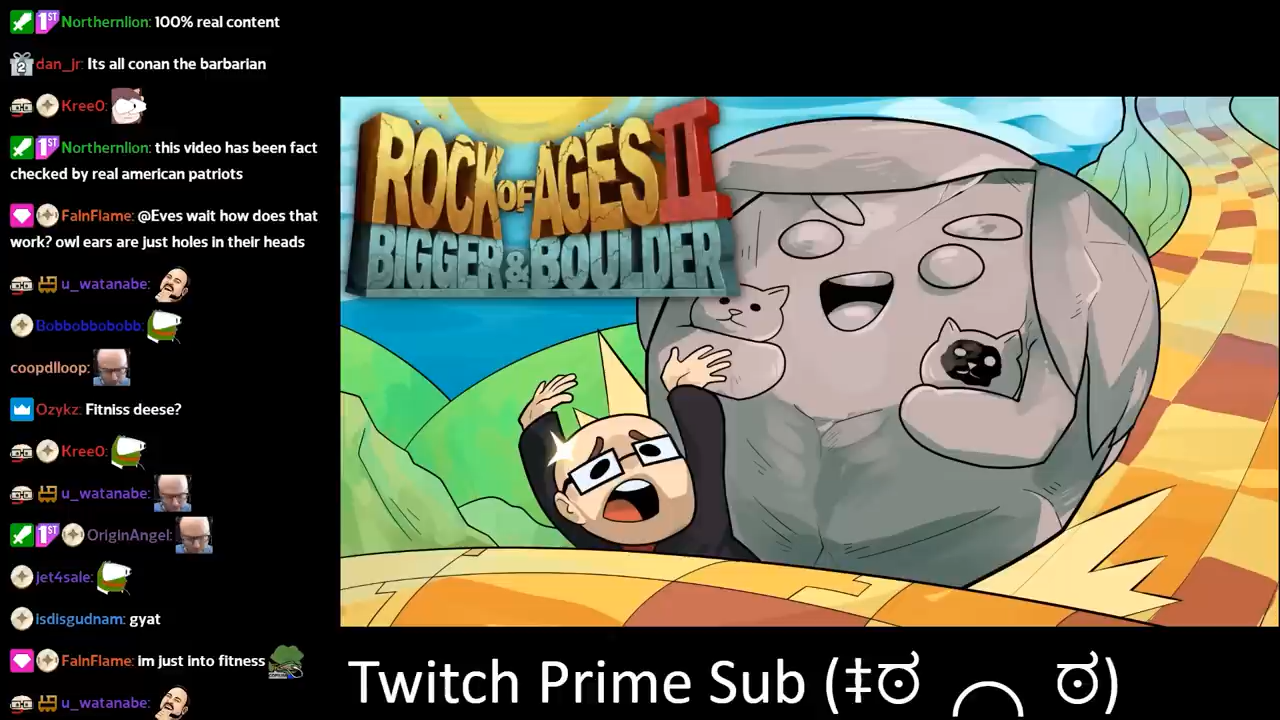 Northernlion: 100% real content
dan_jr: Its all conan the barbarian
Kree0:
Northernlion: this video has been fact
checked by real american patriots
FaInFlame: @Eves wait how does that
work? owl ears are just holes in their heads
u_watanabe:
Bobbobbobobb:
coopdlloop:
Ozykz: Fitniss deese?
Kree0:
u_watanabe:
OriginAngel:
jet4sale:
isdisgudnam: gyat
FaInFlame: im just into fitness
u_watanabe:
ROCK OF AGES II
BIGGER & BOULDER
Twitch Prime Sub (‡ಠ ╭╮ ಠ)